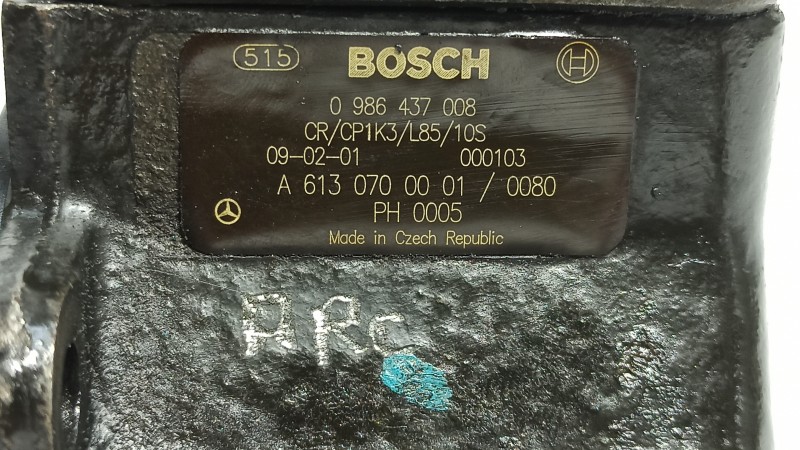 515 BOSCH H
0 986 437 008
CR/CP1K3/L85/10S
09-02-01 000103
A 613 070 00 01 / 0080
PH 0005
Made in Czech Republic